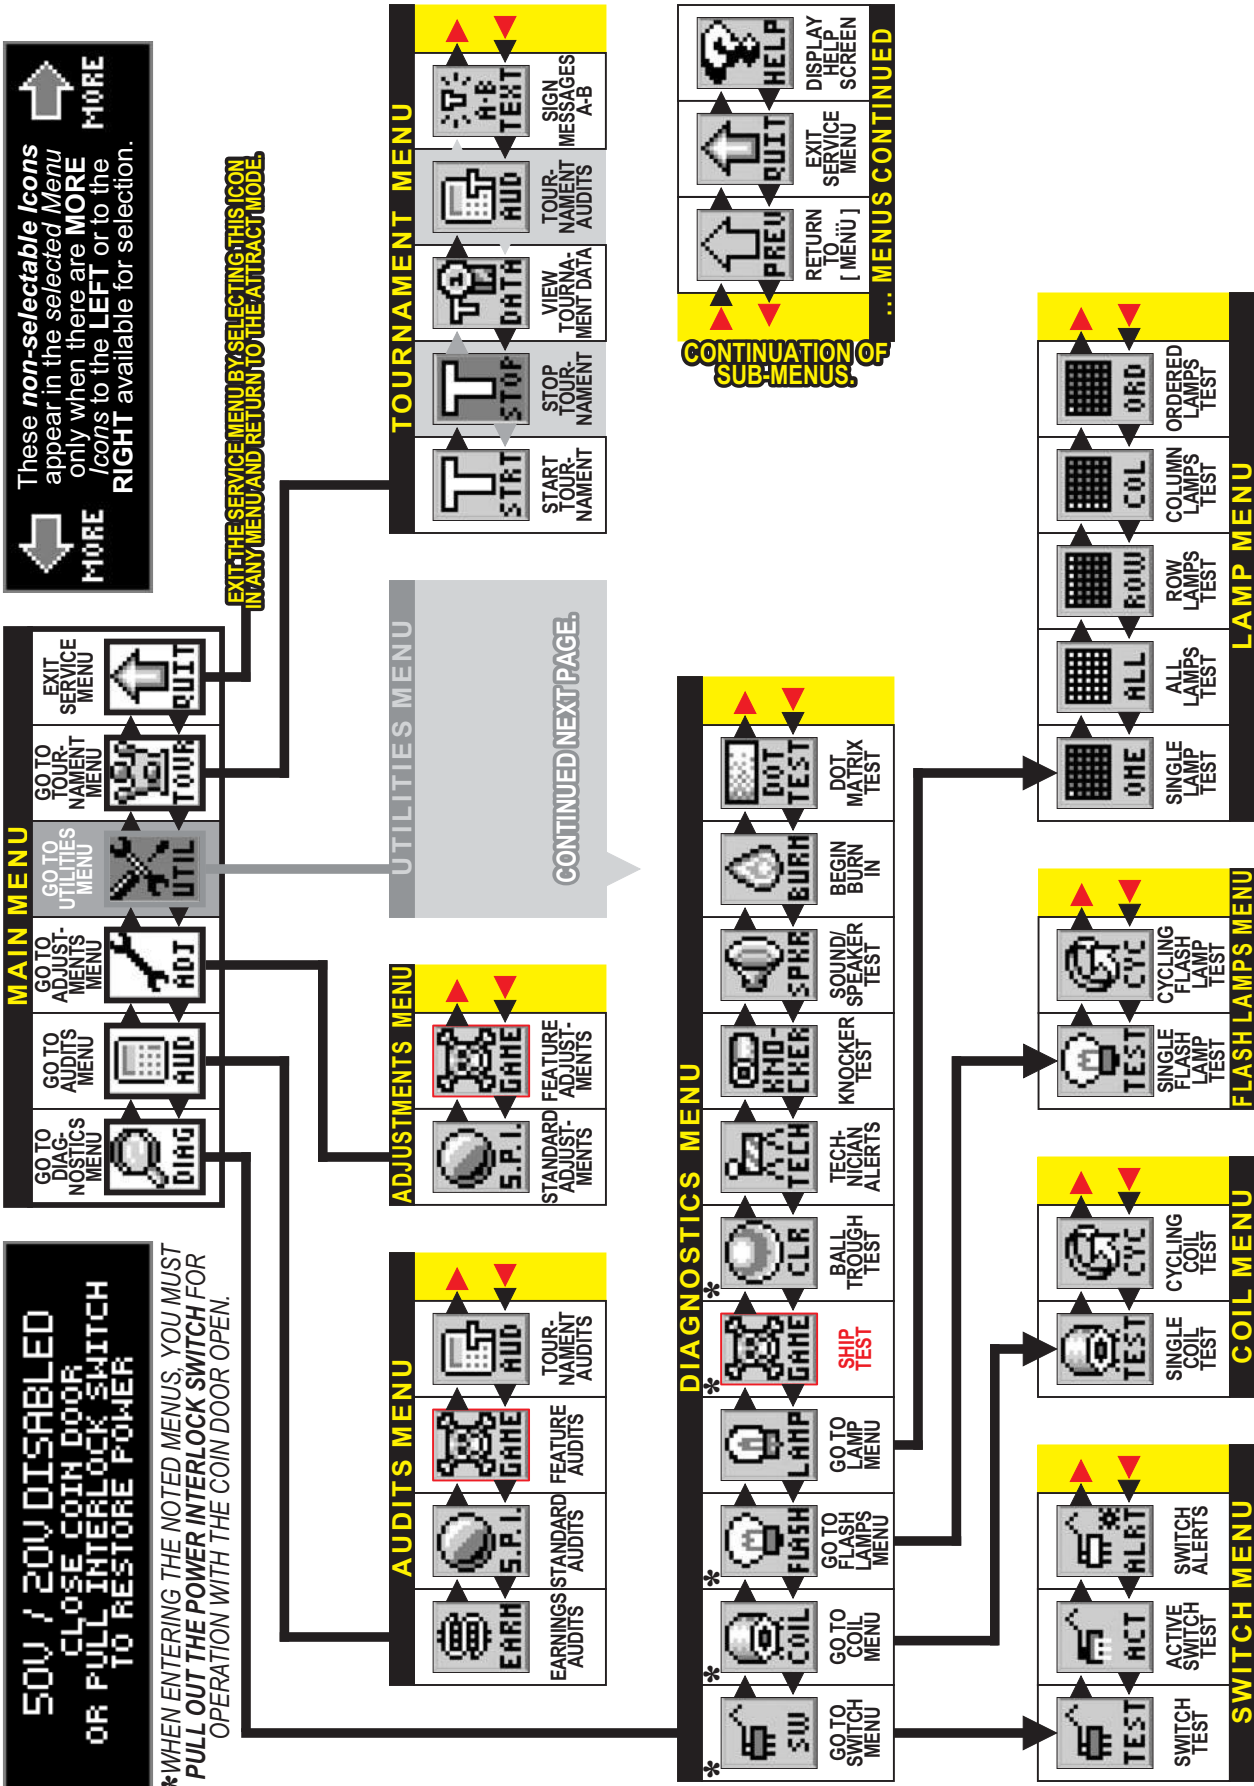 50V / 20V DISABLED
CLOSE COIN DOOR
OR PULL INTERLOCK SWITCH
TO RESTORE POWER
*WHEN ENTERING THE NOTED MENUS, YOU MUST
PULL OUT THE POWER INTERLOCK SWITCH FOR
OPERATION WITH THE COIN DOOR OPEN.
MAIN MENU
GO TO
DIAG-
NOSTICS
MENU
DIAG
GO TO
AUDITS
MENU
AUD
GO TO
ADJUST-
MENTS
MENU
ADJ
GO TO
UTILITIES
MENU
UTIL
GO TO
TOUR-
NAMENT
MENU
TOUR
EXIT
SERVICE
MENU
QUIT
MORE
These non-selectable Icons
appear in the selected Menu
only when there are MORE
Icons to the LEFT or to the
RIGHT available for selection.
MORE
EXIT THE SERVICE MENU BY SELECTING THIS ICON
IN ANY MENU AND RETURN TO THE ATTRACT MODE.
AUDITS MENU
EARN
EARNINGS
AUDITS
S.P.I.
STANDARD
AUDITS
GAME
FEATURE
AUDITS
AUD
TOUR-
NAMENT
AUDITS
ADJUSTMENTS MENU
S.P.I.
STANDARD
ADJUST-
MENTS
GAME
FEATURE
ADJUST-
MENTS
UTILITIES MENU
CONTINUED NEXT PAGE.
TOURNAMENT MENU
T
STRT
START
TOUR-
NAMENT
T
STOP
STOP
TOUR-
NAMENT
DATA
VIEW
TOURNA-
MENT DATA
AUD
TOUR-
NAMENT
AUDITS
A-B
TEXT
SIGN
MESSAGES
A-B
DIAGNOSTICS MENU
*
SW
GO TO
SWITCH
MENU
*
COIL
GO TO
COIL
MENU
*
FLASH
GO TO
FLASH
LAMPS
MENU
LAMP
GO TO
LAMP
MENU
*
GAME
SHIP
TEST
*
CLR
BALL
TROUGH
TEST
TECH
TECH-
NICIAN
ALERTS
KNO-
CKER
KNOCKER
TEST
SPKR
SOUND/
SPEAKER
TEST
BURN
BEGIN
BURN
IN
DOT
TEST
DOT
MATRIX
TEST
CONTINUATION OF
SUB-MENUS.
PREV
RETURN
TO
[ MENU ]
QUIT
EXIT
SERVICE
MENU
HELP
DISPLAY
HELP
SCREEN
... MENUS CONTINUED
TEST
SWITCH
TEST
ACT
ACTIVE
SWITCH
TEST
ALRT
SWITCH
ALERTS
SWITCH MENU
TEST
SINGLE
COIL
TEST
CYC
CYCLING
COIL
TEST
COIL MENU
TEST
SINGLE
FLASH
LAMP
TEST
CYC
CYCLING
FLASH
LAMP
TEST
FLASH LAMPS MENU
ONE
SINGLE
LAMP
TEST
ALL
ALL
LAMPS
TEST
ROW
ROW
LAMPS
TEST
COL
COLUMN
LAMPS
TEST
ORD
ORDERED
LAMPS
TEST
LAMP MENU